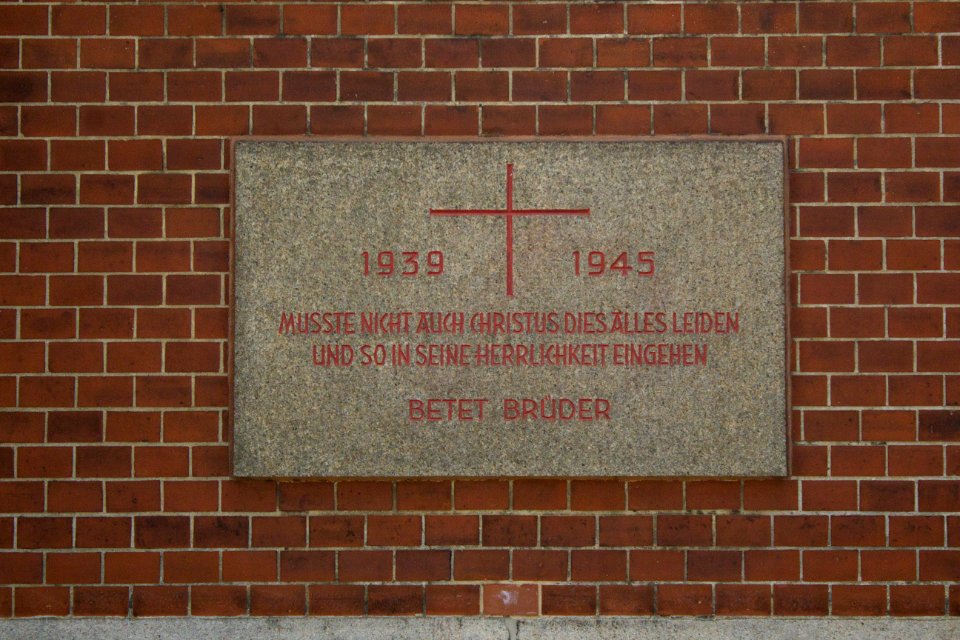 1939 1945
MUSSTE NICHT AUCH CHRISTUS DIES ALLES LEIDEN
UND SO IN SEINE HERRLICHKEIT EINGEHEN
BETET BRÜDER